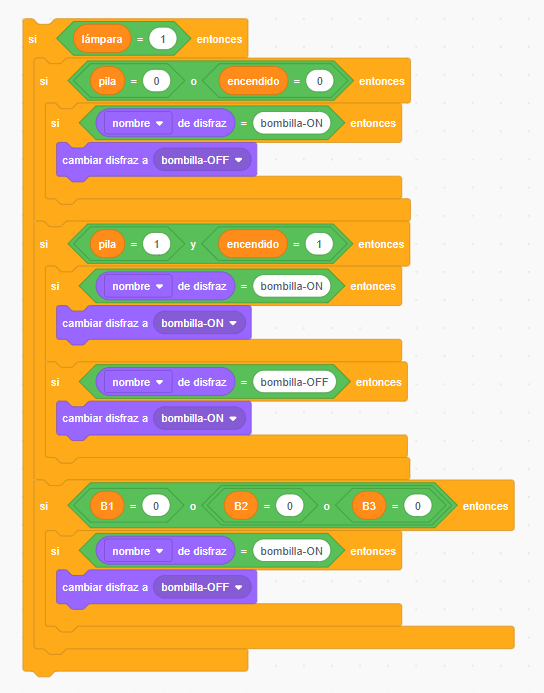 si lámpara = 1 entonces
si pila = 0 o encendido = 0 entonces
si nombre de disfraz = bombilla-ON entonces
cambiar disfraz a bombilla-OFF
si pila = 1 y encendido = 1 entonces
si nombre de disfraz = bombilla-ON entonces
cambiar disfraz a bombilla-ON
si nombre de disfraz = bombilla-OFF entonces
cambiar disfraz a bombilla-ON
si B1 = 0 o B2 = 0 o B3 = 0 entonces
si nombre de disfraz = bombilla-ON entonces
cambiar disfraz a bombilla-OFF